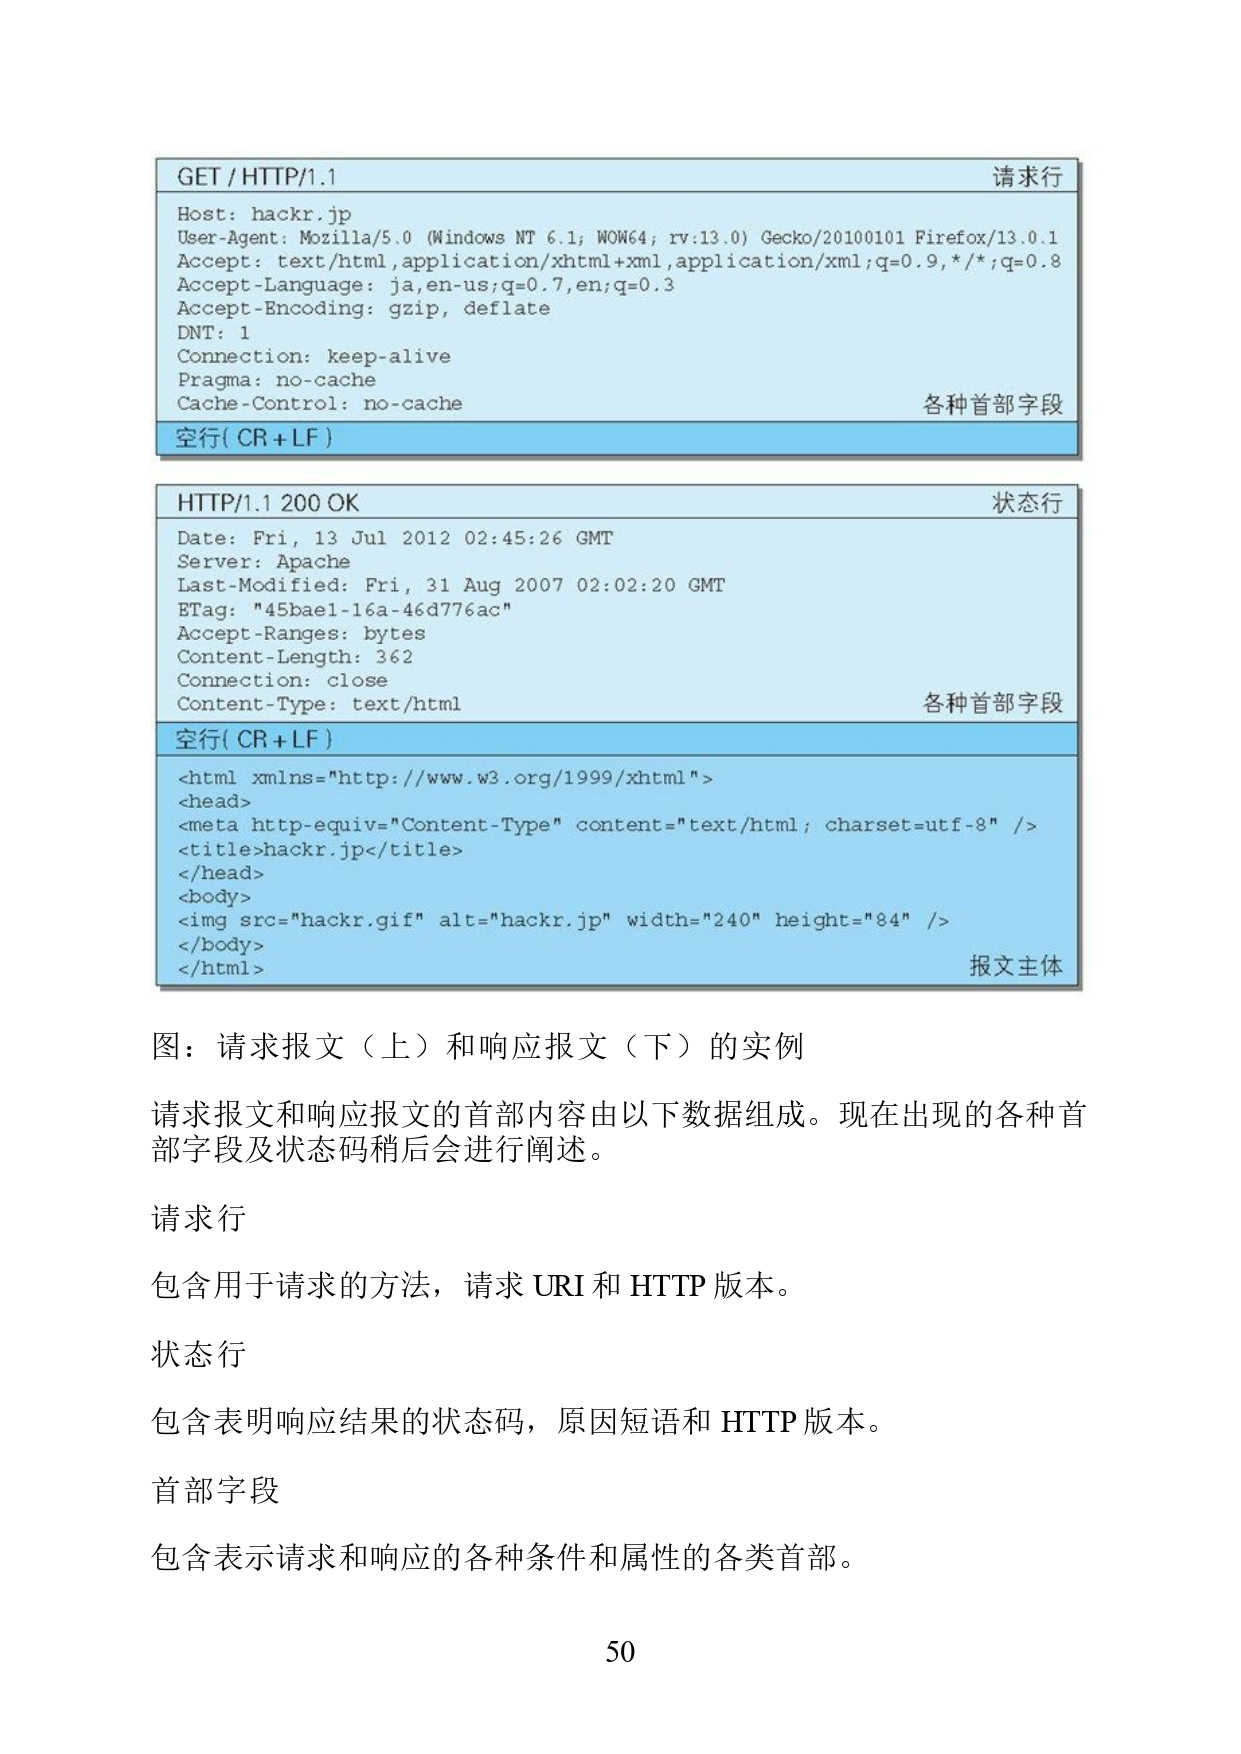 GET / HTTP/1.1 请求行
Host: hackr.jp
User-Agent: Mozilla/5.0 (Windows NT 6.1; WOW64; rv:13.0) Gecko/20100101 Firefox/13.0.1
Accept: text/html,application/xhtml+xml,application/xml;q=0.9,*/*;q=0.8
Accept-Language: ja,en-us;q=0.7,en;q=0.3
Accept-Encoding: gzip, deflate
DNT: 1
Connection: keep-alive
Pragma: no-cache
Cache-Control: no-cache 各种首部字段
空行( CR + LF )
HTTP/1.1 200 OK 状态行
Date: Fri, 13 Jul 2012 02:45:26 GMT
Server: Apache
Last-Modified: Fri, 31 Aug 2007 02:02:20 GMT
ETag: "45bae1-16a-46d776ac"
Accept-Ranges: bytes
Content-Length: 362
Connection: close
Content-Type: text/html 各种首部字段
空行( CR + LF )
<html xmlns="http://www.w3.org/1999/xhtml">
<head>
<meta http-equiv="Content-Type" content="text/html; charset=utf-8" />
<title>hackr.jp</title>
</head>
<body>
<img src="hackr.gif" alt="hackr.jp" width="240" height="84" />
</body>
</html> 报文主体
图：请求报文（上）和响应报文（下）的实例
请求报文和响应报文的首部内容由以下数据组成。现在出现的各种首
部字段及状态码稍后会进行阐述。
请求行
包含用于请求的方法，请求 URI 和 HTTP 版本。
状态行
包含表明响应结果的状态码，原因短语和 HTTP 版本。
首部字段
包含表示请求和响应的各种条件和属性的各类首部。
50